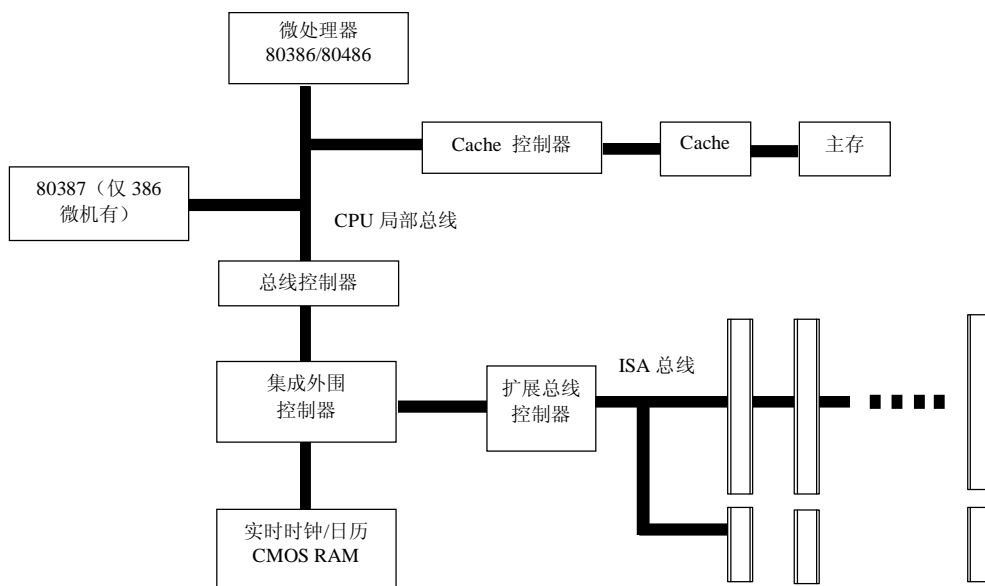 微处理器
80386/80486
Cache 控制器
Cache
主存
80387（仅 386
微机有）
CPU 局部总线
总线控制器
ISA 总线
集成外围
控制器
扩展总线
控制器
实时时钟/日历
CMOS RAM